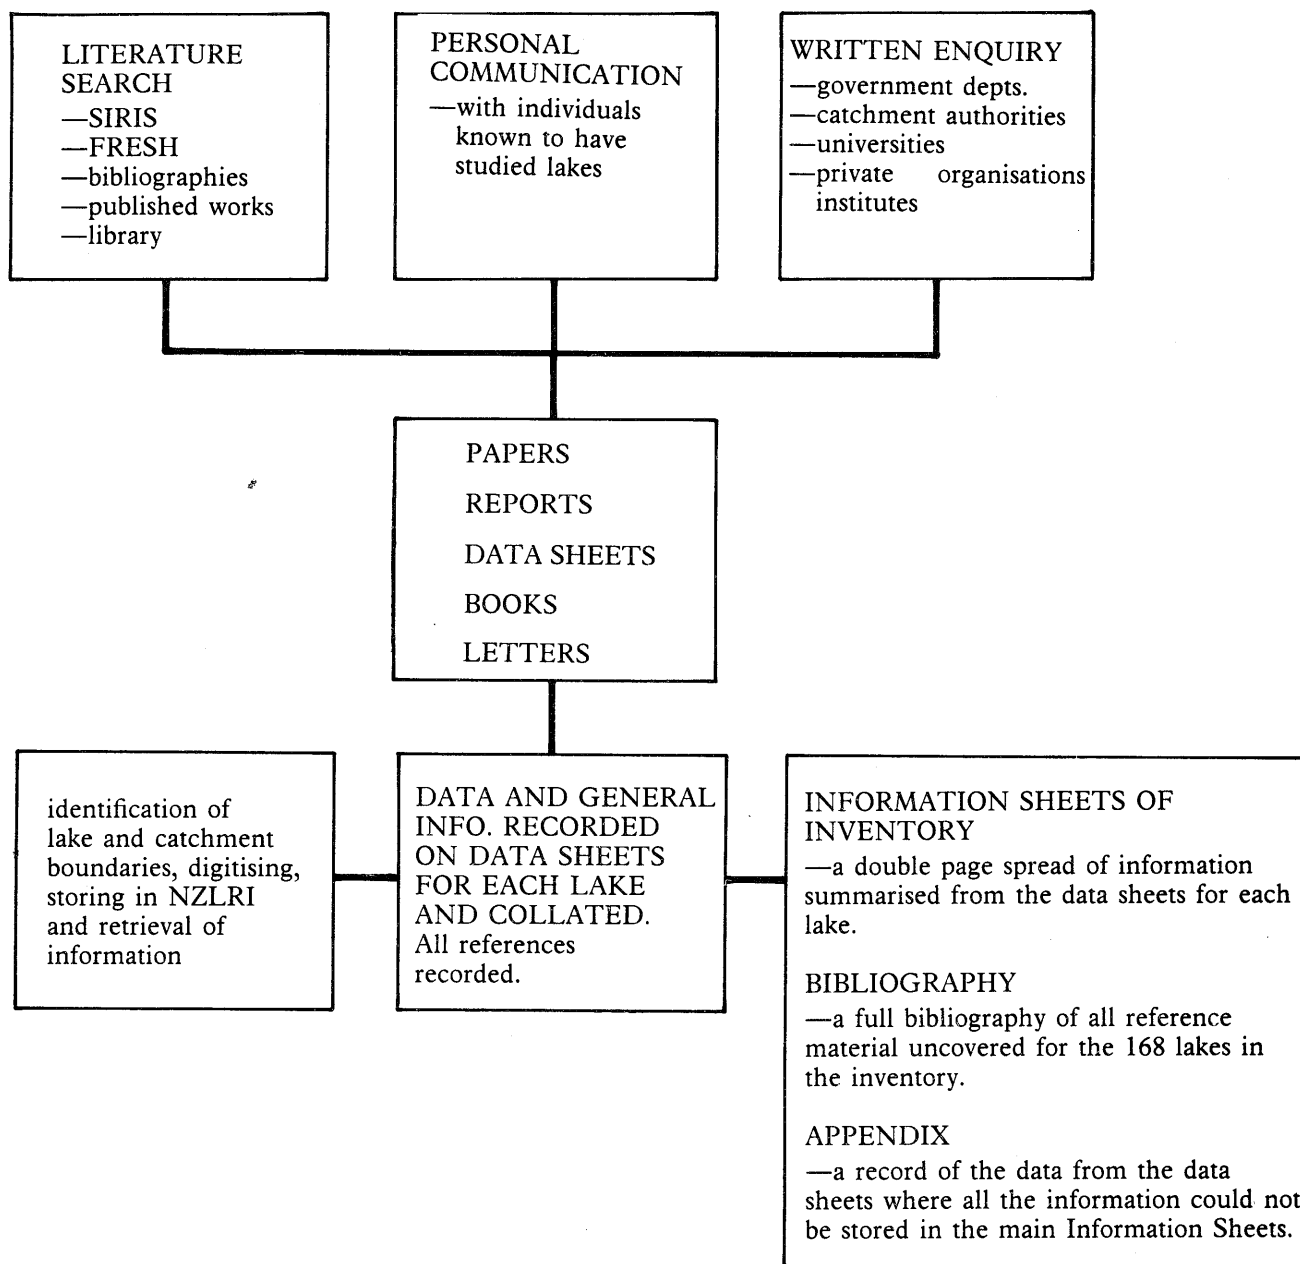 LITERATURE
SEARCH
—SIRIS
—FRESH
—bibliographies
—published works
—library
PERSONAL
COMMUNICATION
—with individuals
known to have
studied lakes
WRITTEN ENQUIRY
—government depts.
—catchment authorities
—universities
—private organisations
institutes
PAPERS
REPORTS
DATA SHEETS
BOOKS
LETTERS
identification of
lake and catchment
boundaries, digitising,
storing in NZLRI
and retrieval of
information
DATA AND GENERAL
INFO. RECORDED
ON DATA SHEETS
FOR EACH LAKE
AND COLLATED.
All references
recorded.
INFORMATION SHEETS OF
INVENTORY
—a double page spread of information
summarised from the data sheets for each
lake.
BIBLIOGRAPHY
—a full bibliography of all reference
material uncovered for the 168 lakes in
the inventory.
APPENDIX
—a record of the data from the data
sheets where all the information could not
be stored in the main Information Sheets.